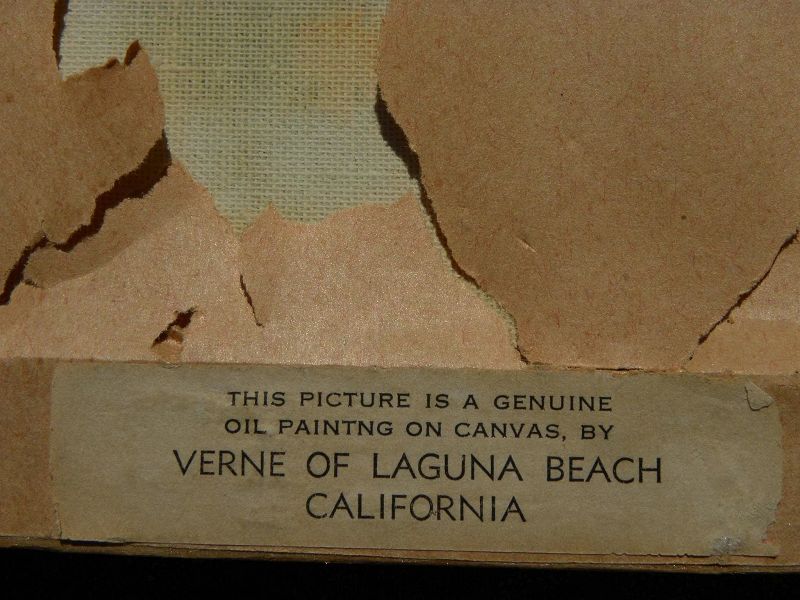 THIS PICTURE IS A GENUINE
OIL PAINTNG ON CANVAS, BY
VERNE OF LAGUNA BEACH
CALIFORNIA